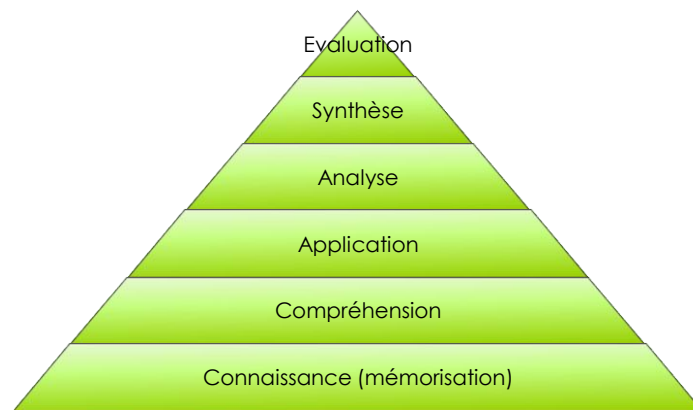 Evaluation
Synthèse
Analyse
Application
Compréhension
Connaissance (mémorisation)